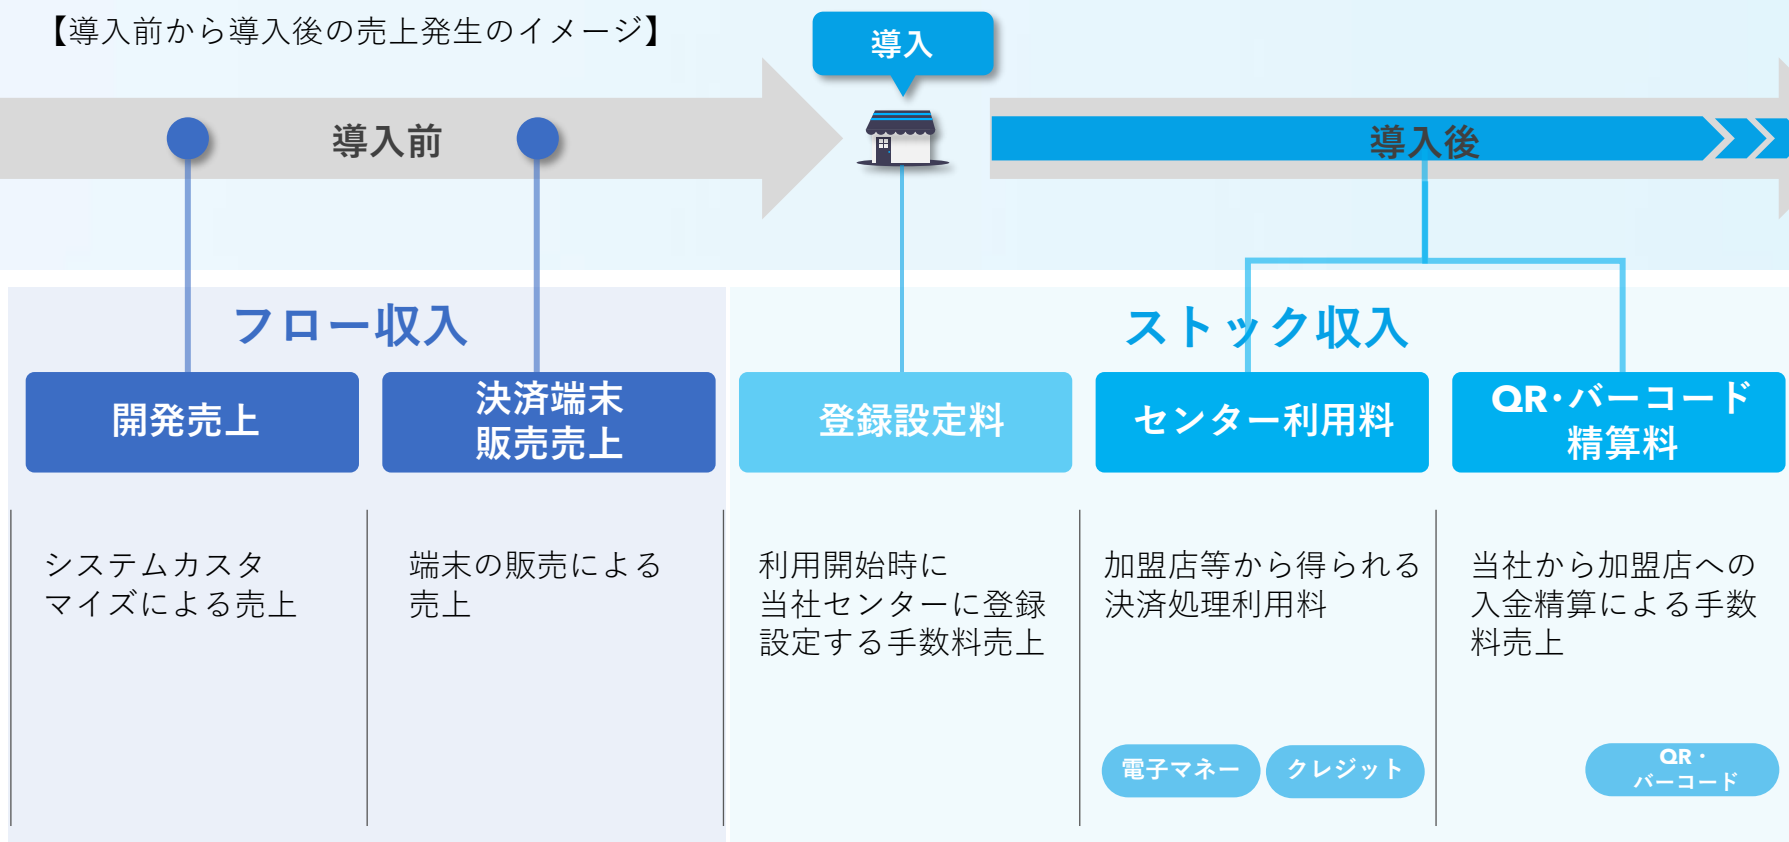 【導入前から導入後の売上発生のイメージ】
導入
導入前
導入後
フロー収入
ストック収入
開発売上
決済端末
販売売上
登録設定料
センター利用料
QR･バーコード
精算料
システムカスタ
マイズによる売上
端末の販売による
売上
利用開始時に
当社センターに登録
設定する手数料売上
加盟店等から得られる
決済処理利用料
当社から加盟店への
入金精算による手数
料売上
電子マネー
クレジット
QR・
バーコード